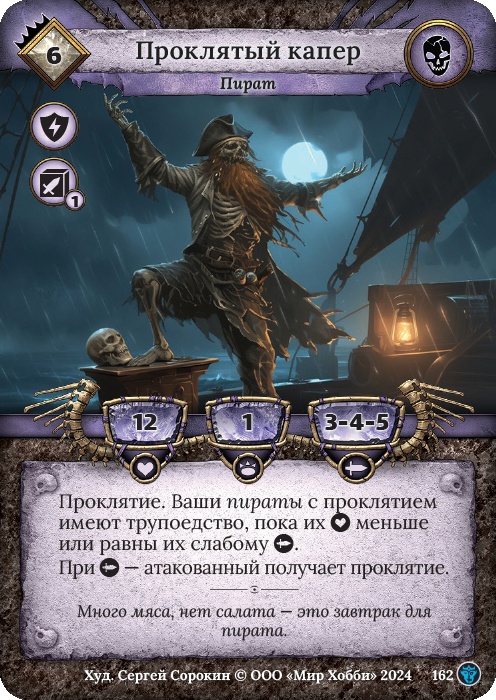 6
Проклятый капер
Пират
1
12
1
3-4-5
Проклятие. Ваши пираты с проклятием
имеют трупоедство, пока их меньше
или равны их слабому .
При — атакованный получает проклятие.
Много мяса, нет салата — это завтрак для
пирата.
Худ. Сергей Сорокин © ООО «Мир Хобби» 2024 162